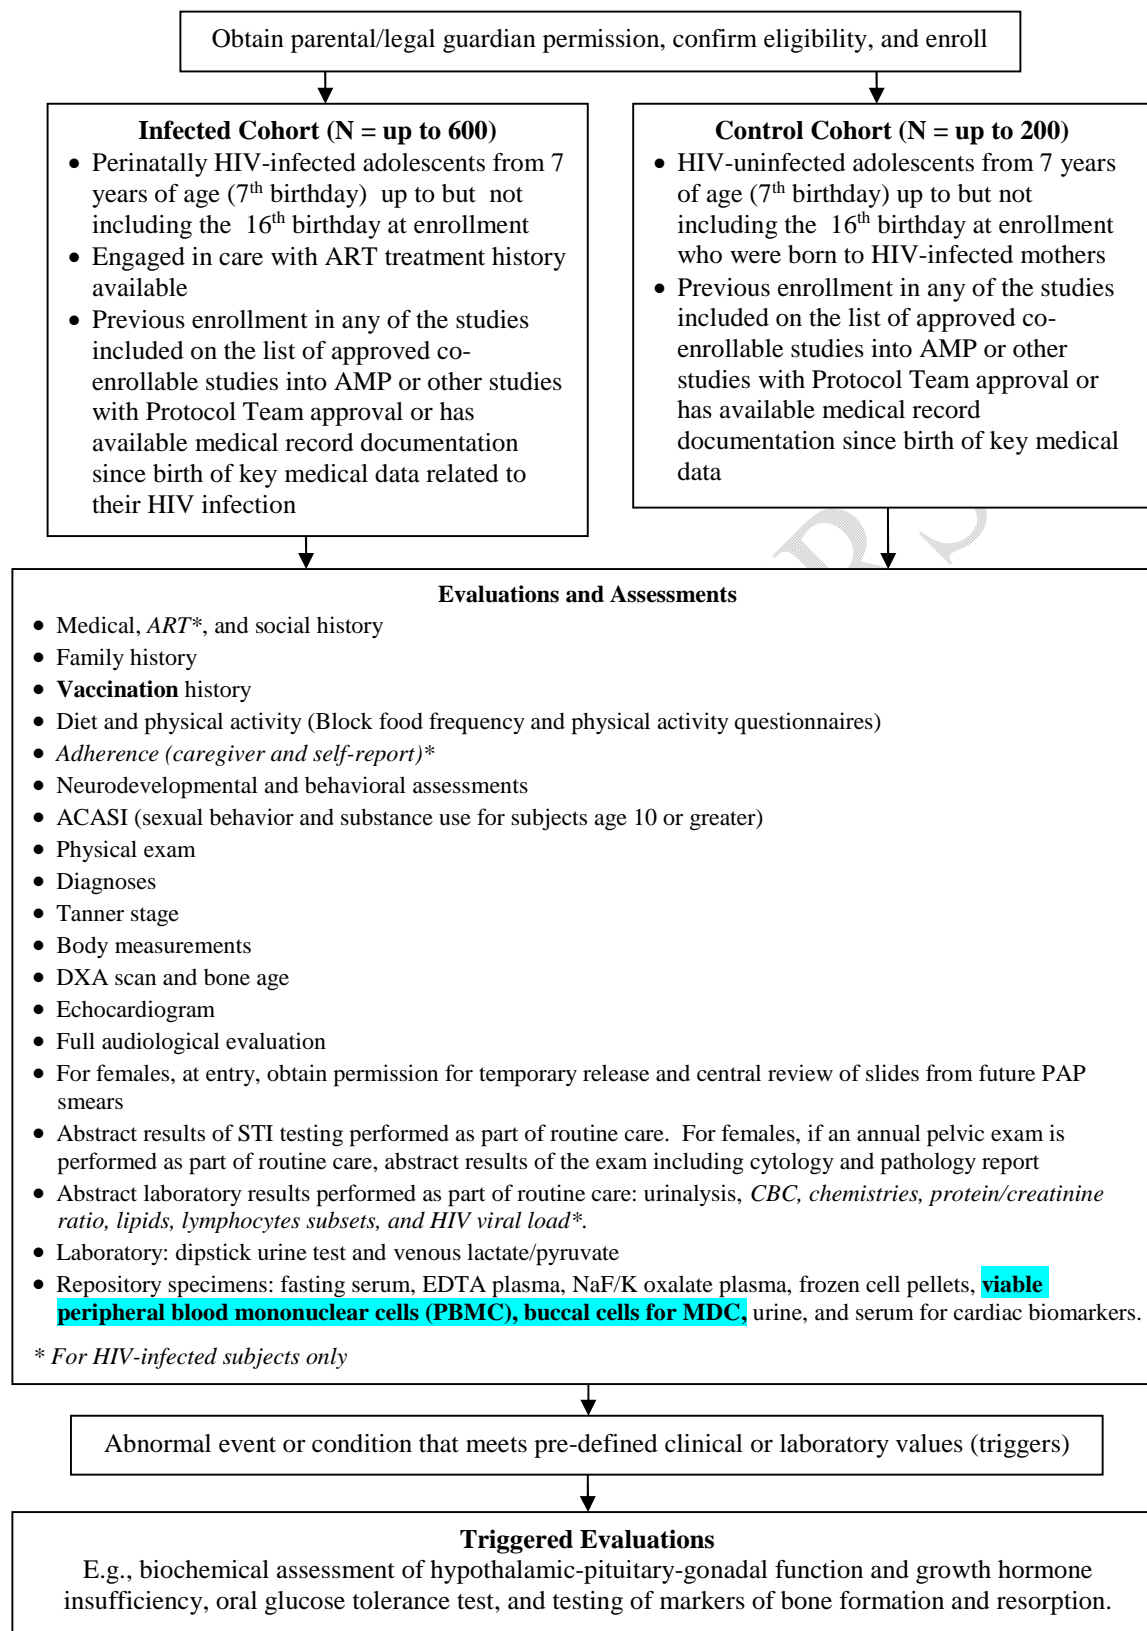 Obtain parental/legal guardian permission, confirm eligibility, and enroll
Infected Cohort (N = up to 600)
• Perinatally HIV-infected adolescents from 7
years of age (7th birthday) up to but not
including the 16th birthday at enrollment
• Engaged in care with ART treatment history
available
• Previous enrollment in any of the studies
included on the list of approved co-
enrollable studies into AMP or other studies
with Protocol Team approval or has
available medical record documentation
since birth of key medical data related to
their HIV infection
Control Cohort (N = up to 200)
• HIV-uninfected adolescents from 7 years
of age (7th birthday) up to but not
including the 16th birthday at enrollment
who were born to HIV-infected mothers
• Previous enrollment in any of the studies
included on the list of approved co-
enrollable studies into AMP or other
studies with Protocol Team approval or
has available medical record
documentation since birth of key medical
data
Evaluations and Assessments
• Medical, ART*, and social history
• Family history
• Vaccination history
• Diet and physical activity (Block food frequency and physical activity questionnaires)
• Adherence (caregiver and self-report)*
• Neurodevelopmental and behavioral assessments
• ACASI (sexual behavior and substance use for subjects age 10 or greater)
• Physical exam
• Diagnoses
• Tanner stage
• Body measurements
• DXA scan and bone age
• Echocardiogram
• Full audiological evaluation
• For females, at entry, obtain permission for temporary release and central review of slides from future PAP
smears
• Abstract results of STI testing performed as part of routine care. For females, if an annual pelvic exam is
performed as part of routine care, abstract results of the exam including cytology and pathology report
• Abstract laboratory results performed as part of routine care: urinalysis, CBC, chemistries, protein/creatinine
ratio, lipids, lymphocytes subsets, and HIV viral load*.
• Laboratory: dipstick urine test and venous lactate/pyruvate
• Repository specimens: fasting serum, EDTA plasma, NaF/K oxalate plasma, frozen cell pellets, viable
peripheral blood mononuclear cells (PBMC), buccal cells for MDC, urine, and serum for cardiac biomarkers.
* For HIV-infected subjects only
Abnormal event or condition that meets pre-defined clinical or laboratory values (triggers)
Triggered Evaluations
E.g., biochemical assessment of hypothalamic-pituitary-gonadal function and growth hormone
insufficiency, oral glucose tolerance test, and testing of markers of bone formation and resorption.